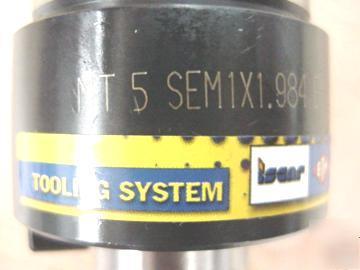 MT 5 SEM1X1.984
TOOLING SYSTEM
iscar